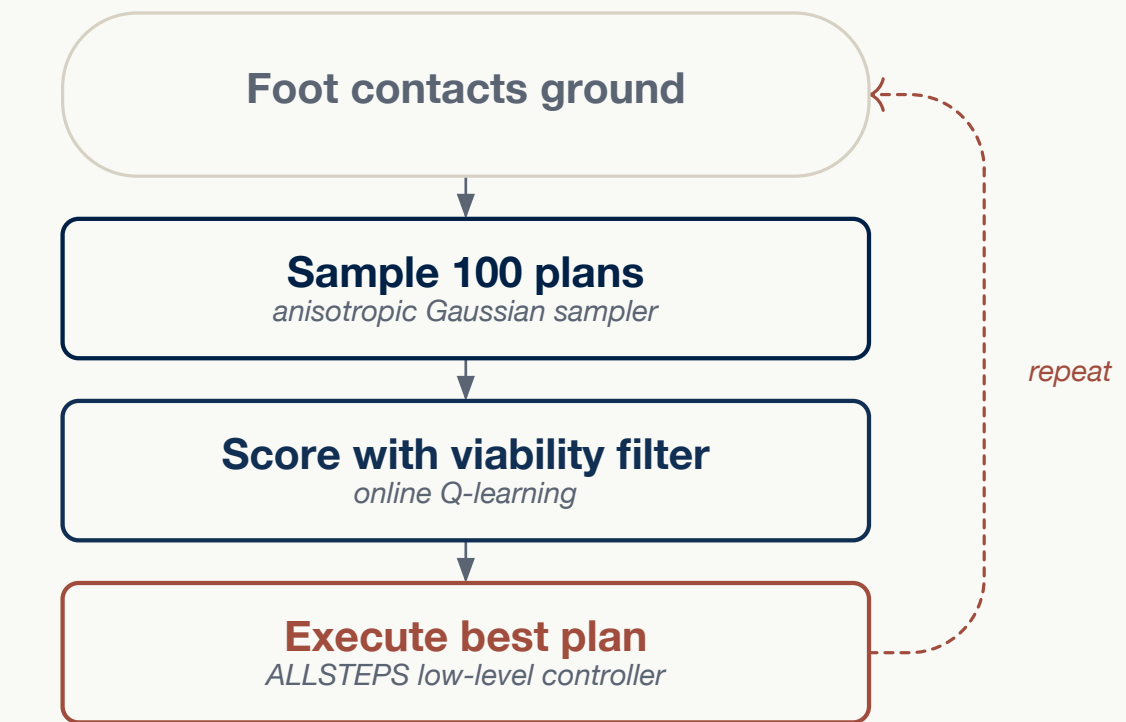 Foot contacts ground
Sample 100 plans
anisotropic Gaussian sampler
repeat
Score with viability filter
online Q-learning
Execute best plan
ALLSTEPS low-level controller